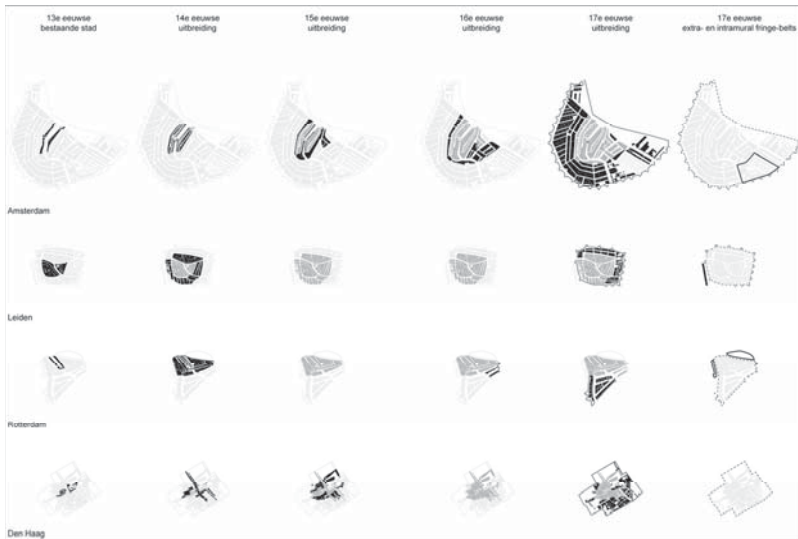 13e eeuwse
bestaande stad
14e eeuwse
uitbreiding
15e eeuwse
uitbreiding
16e eeuwse
uitbreiding
17e eeuwse
uitbreiding
17e eeuwse
extra- en intramural fringe-belts
Amsterdam
Leiden
Rotterdam
Den Haag